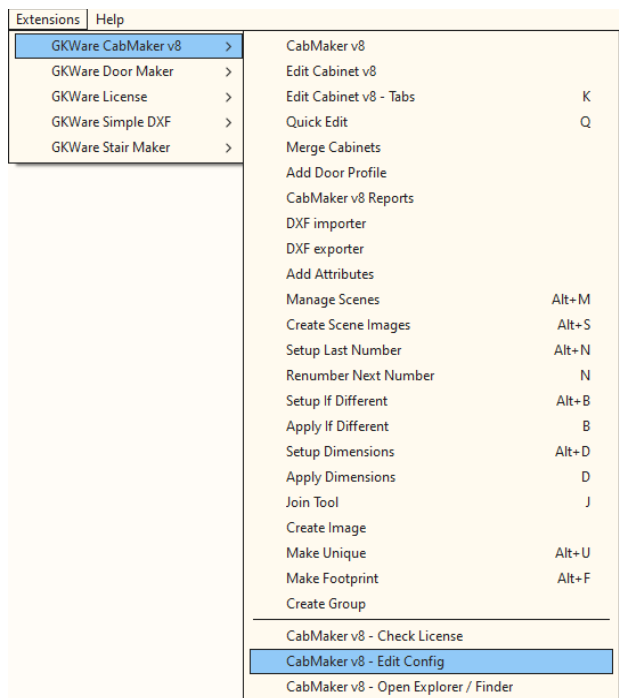 Extensions Help
GKWare CabMaker v8 >
GKWare Door Maker >
GKWare License >
GKWare Simple DXF >
GKWare Stair Maker >
CabMaker v8
Edit Cabinet v8
Edit Cabinet v8 - Tabs K
Quick Edit Q
Merge Cabinets
Add Door Profile
CabMaker v8 Reports
DXF importer
DXF exporter
Add Attributes
Manage Scenes Alt+M
Create Scene Images Alt+S
Setup Last Number Alt+N
Renumber Next Number N
Setup If Different Alt+B
Apply If Different B
Setup Dimensions Alt+D
Apply Dimensions D
Join Tool J
Create Image
Make Unique Alt+U
Make Footprint Alt+F
Create Group
CabMaker v8 - Check License
CabMaker v8 - Edit Config
CabMaker v8 - Open Explorer / Finder